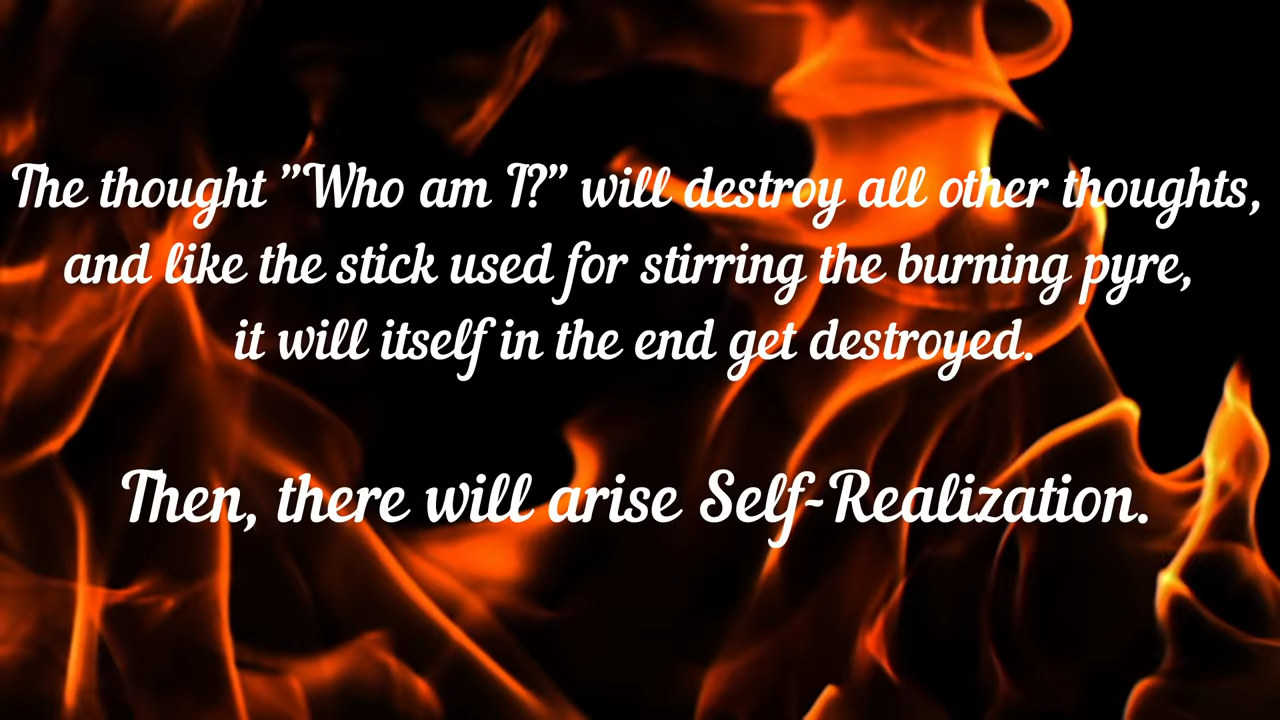 The thought ”Who am I?” will destroy all other thoughts,
and like the stick used for stirring the burning pyre,
it will itself in the end get destroyed.
Then, there will arise Self-Realization.